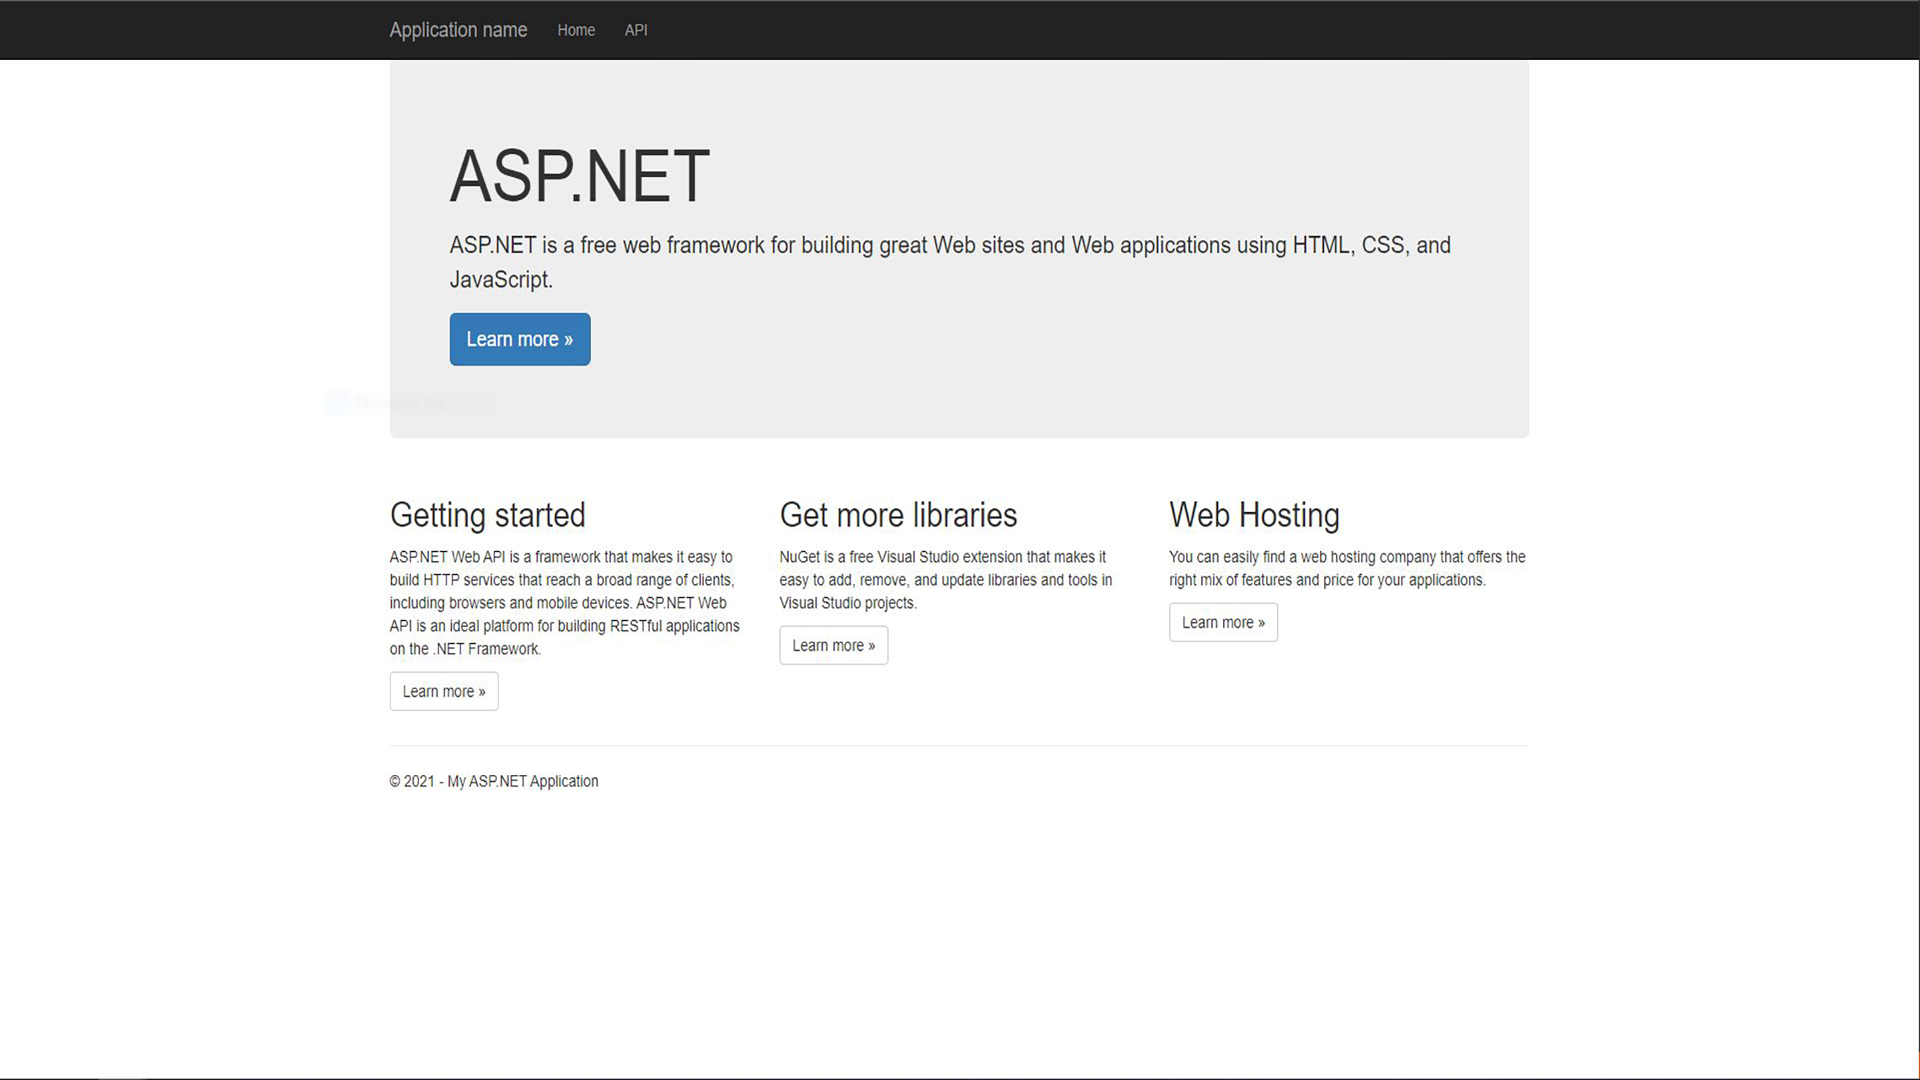 Application name Home API
ASP.NET
ASP.NET is a free web framework for building great Web sites and Web applications using HTML, CSS, and
JavaScript.
Learn more »
Getting started
ASP.NET Web API is a framework that makes it easy to
build HTTP services that reach a broad range of clients,
including browsers and mobile devices. ASP.NET Web
API is an ideal platform for building RESTful applications
on the .NET Framework.
Learn more »
Get more libraries
NuGet is a free Visual Studio extension that makes it
easy to add, remove, and update libraries and tools in
Visual Studio projects.
Learn more »
Web Hosting
You can easily find a web hosting company that offers the
right mix of features and price for your applications.
Learn more »
© 2021 - My ASP.NET Application